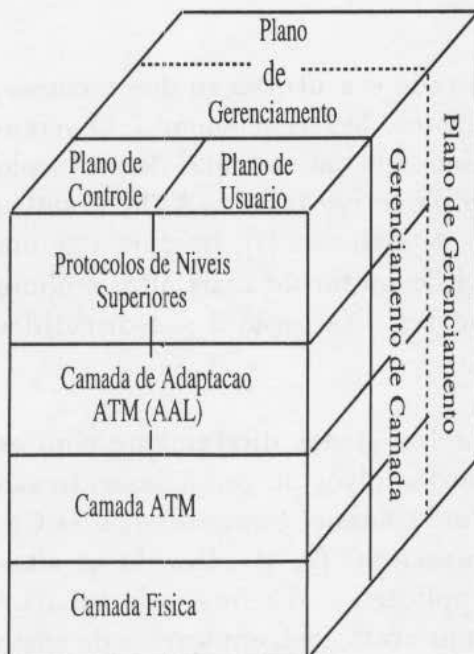 Plano
de
Gerenciamento
Plano de
Controle
Plano de
Usuario
Protocolos de Niveis
Superiores
Camada de Adaptacao
ATM (AAL)
Camada ATM
Camada Fisica
Gerenciamento de Camada
Plano de Gerenciamento